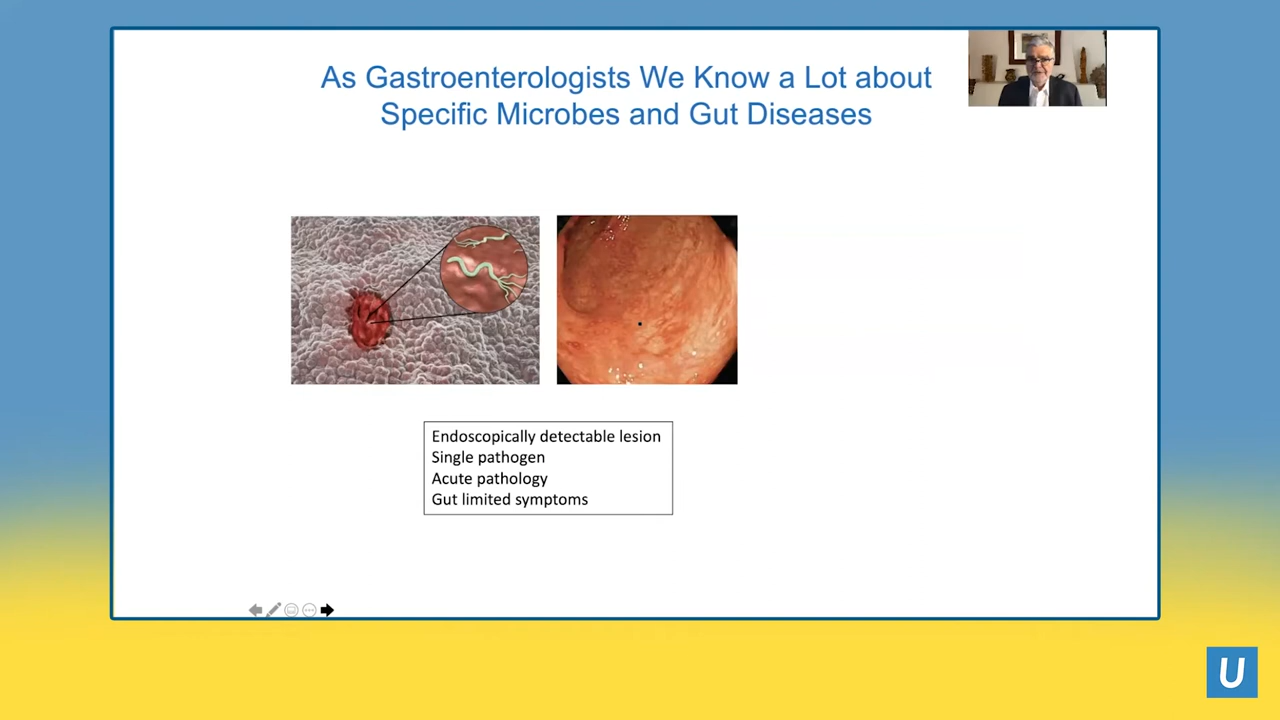 As Gastroenterologists We Know a Lot about
Specific Microbes and Gut Diseases
Endoscopically detectable lesion
Single pathogen
Acute pathology
Gut limited symptoms
U